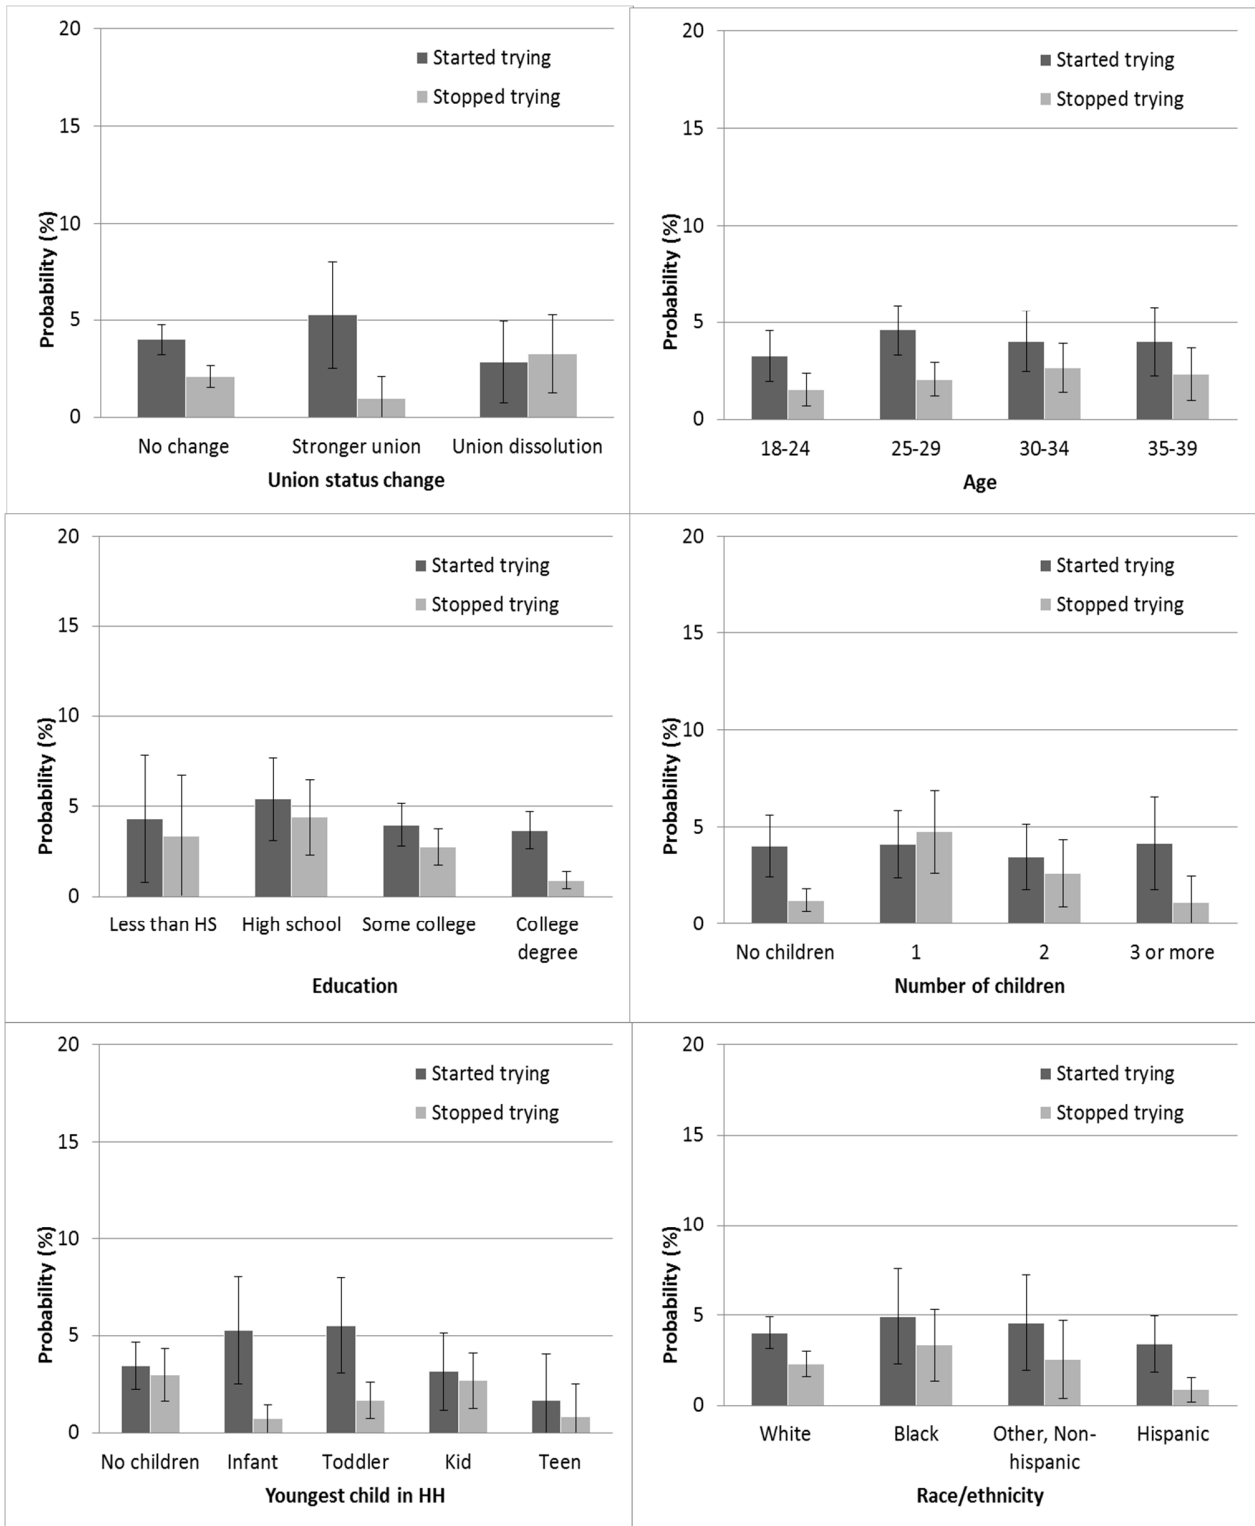 20
15
10
5
0
Probability (%)
Started trying
Stopped trying
No change Stronger union Union dissolution
Union status change
20
15
10
5
0
Probability (%)
Started trying
Stopped trying
18-24 25-29 30-34 35-39
Age
20
15
10
5
0
Probability (%)
Started trying
Stopped trying
Less than HS High school Some college College
degree
Education
20
15
10
5
0
Probability (%)
Started trying
Stopped trying
No children 1 2 3 or more
Number of children
20
15
10
5
0
Probability (%)
Started trying
Stopped trying
No children Infant Toddler Kid Teen
Youngest child in HH
20
15
10
5
0
Probability (%)
Started trying
Stopped trying
White Black Other, Non- Hispanic
hispanic
Race/ethnicity